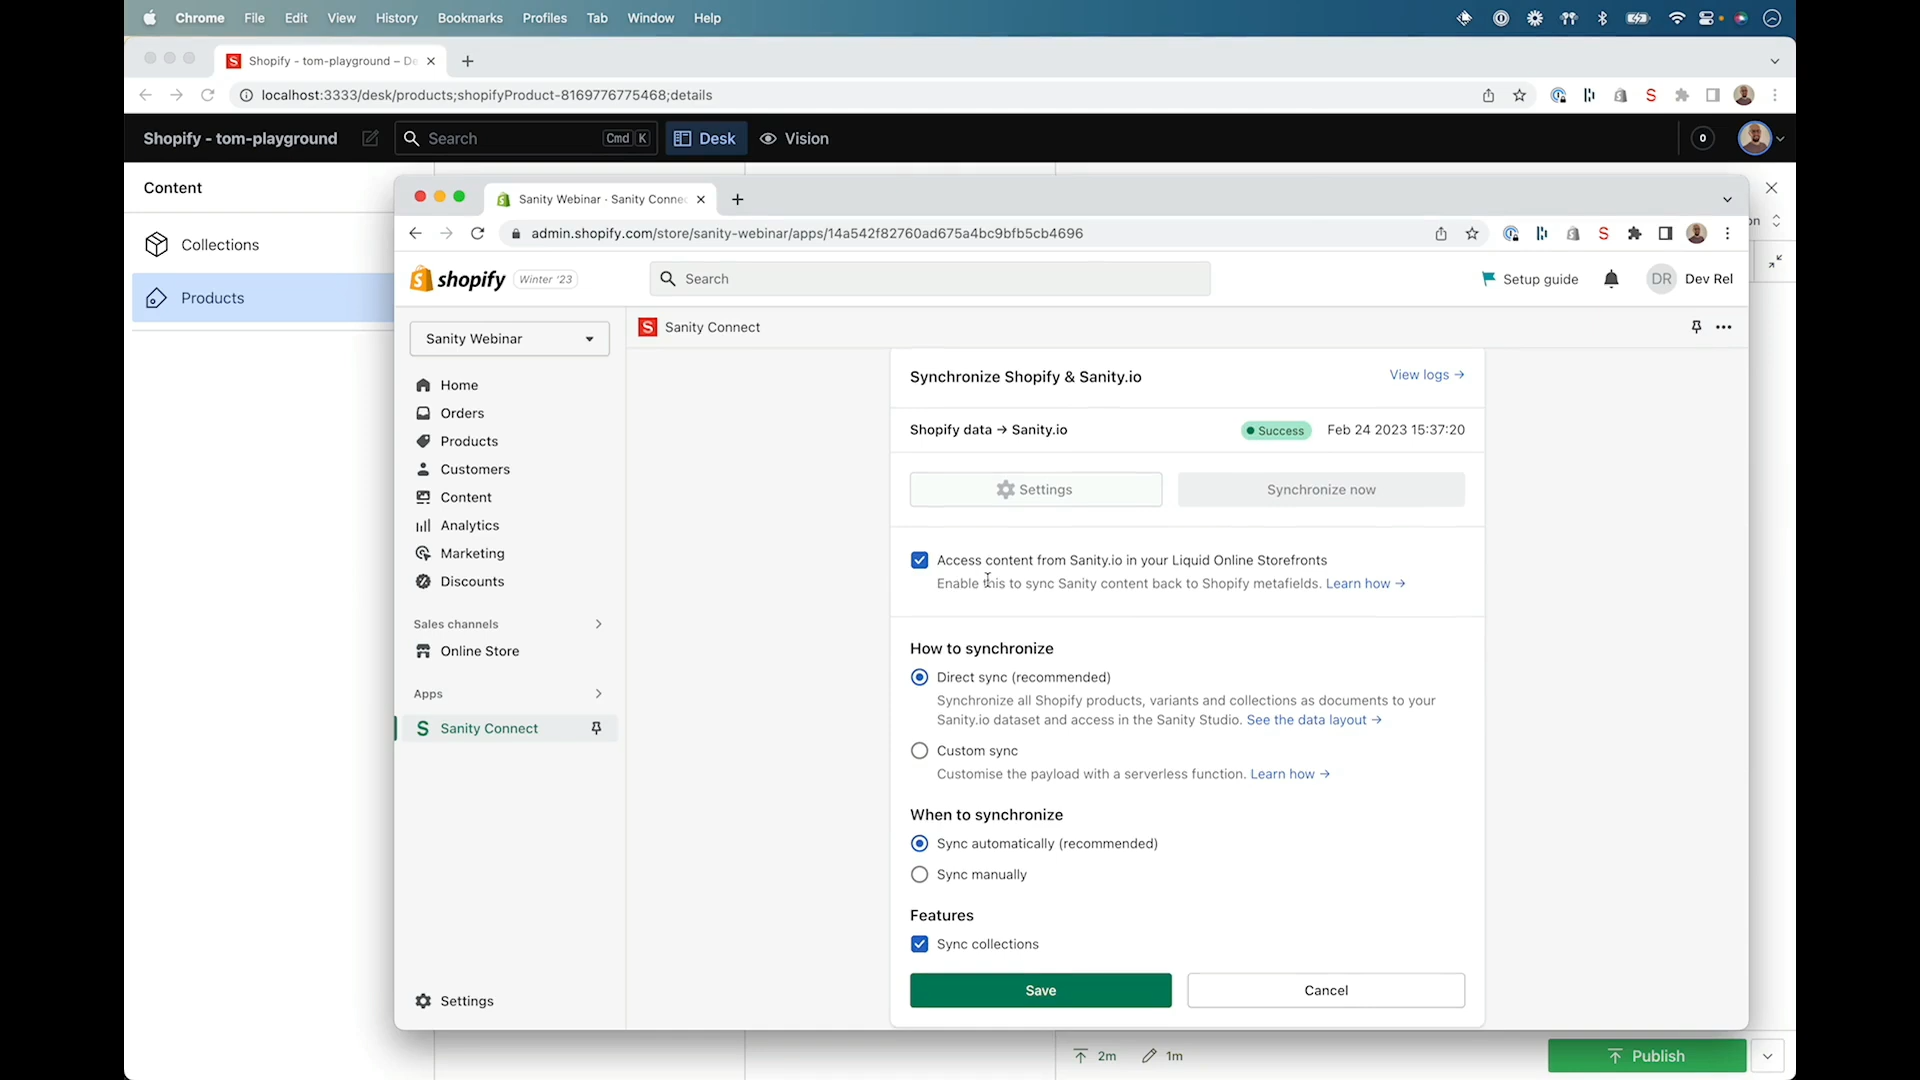 Chrome File Edit View History Bookmarks Profiles Tab Window Help
Shopify - tom-playground – De
localhost:3333/desk/products;shopifyProduct-8169776775468;details
Shopify - tom-playground
Search
Cmd K
Desk
Vision
0
Content
Collections
Products
Sanity Webinar · Sanity Connec
admin.shopify.com/store/sanity-webinar/apps/14a542f82760ad675a4bc9bfb5cb4696
on
shopify
Winter '23
Search
Setup guide
DR
Dev Rel
Sanity Webinar
Home
Orders
Products
Customers
Content
Analytics
Marketing
Discounts
Sales channels
Online Store
Apps
Sanity Connect
Settings
Sanity Connect
Synchronize Shopify & Sanity.io
View logs →
Shopify data → Sanity.io
Success
Feb 24 2023 15:37:20
Settings
Synchronize now
Access content from Sanity.io in your Liquid Online Storefronts
Enable this to sync Sanity content back to Shopify metafields. Learn how →
How to synchronize
Direct sync (recommended)
Synchronize all Shopify products, variants and collections as documents to your
Sanity.io dataset and access in the Sanity Studio. See the data layout →
Custom sync
Customise the payload with a serverless function. Learn how →
When to synchronize
Sync automatically (recommended)
Sync manually
Features
Sync collections
Save
Cancel
2m
1m
Publish